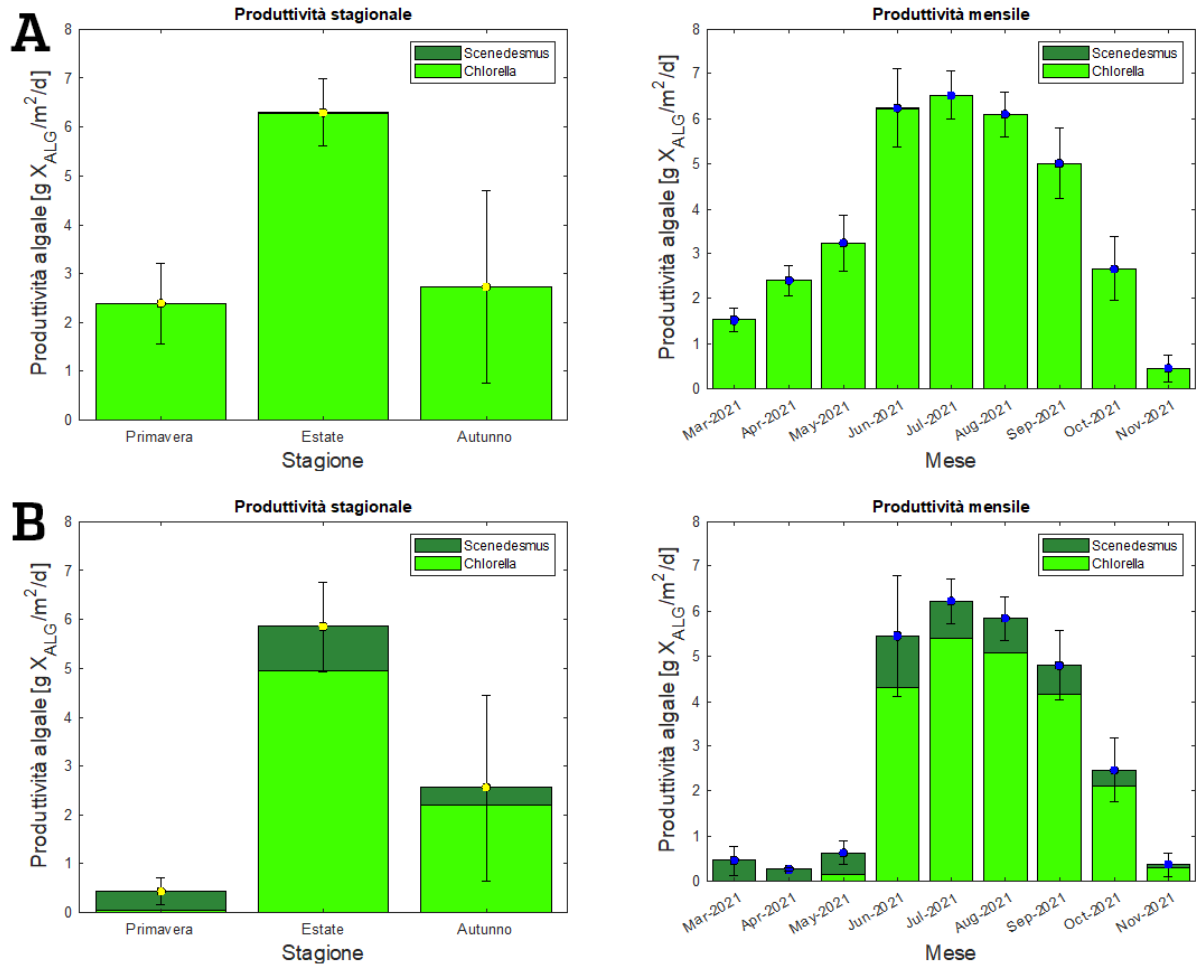 A
Produttività stagionale
Scenedesmus
Chlorella
Produttività algale [g X_ALG/m²/d]
8
7
6
5
4
3
2
1
0
Primavera Estate Autunno
Stagione
Produttività mensile
Scenedesmus
Chlorella
Produttività algale [g X_ALG/m²/d]
8
7
6
5
4
3
2
1
0
Mar-2021 Apr-2021 May-2021 Jun-2021 Jul-2021 Aug-2021 Sep-2021 Oct-2021 Nov-2021
Mese
B
Produttività stagionale
Scenedesmus
Chlorella
Produttività algale [g X_ALG/m²/d]
8
7
6
5
4
3
2
1
0
Primavera Estate Autunno
Stagione
Produttività mensile
Scenedesmus
Chlorella
Produttività algale [g X_ALG/m²/d]
8
7
6
5
4
3
2
1
0
Mar-2021 Apr-2021 May-2021 Jun-2021 Jul-2021 Aug-2021 Sep-2021 Oct-2021 Nov-2021
Mese